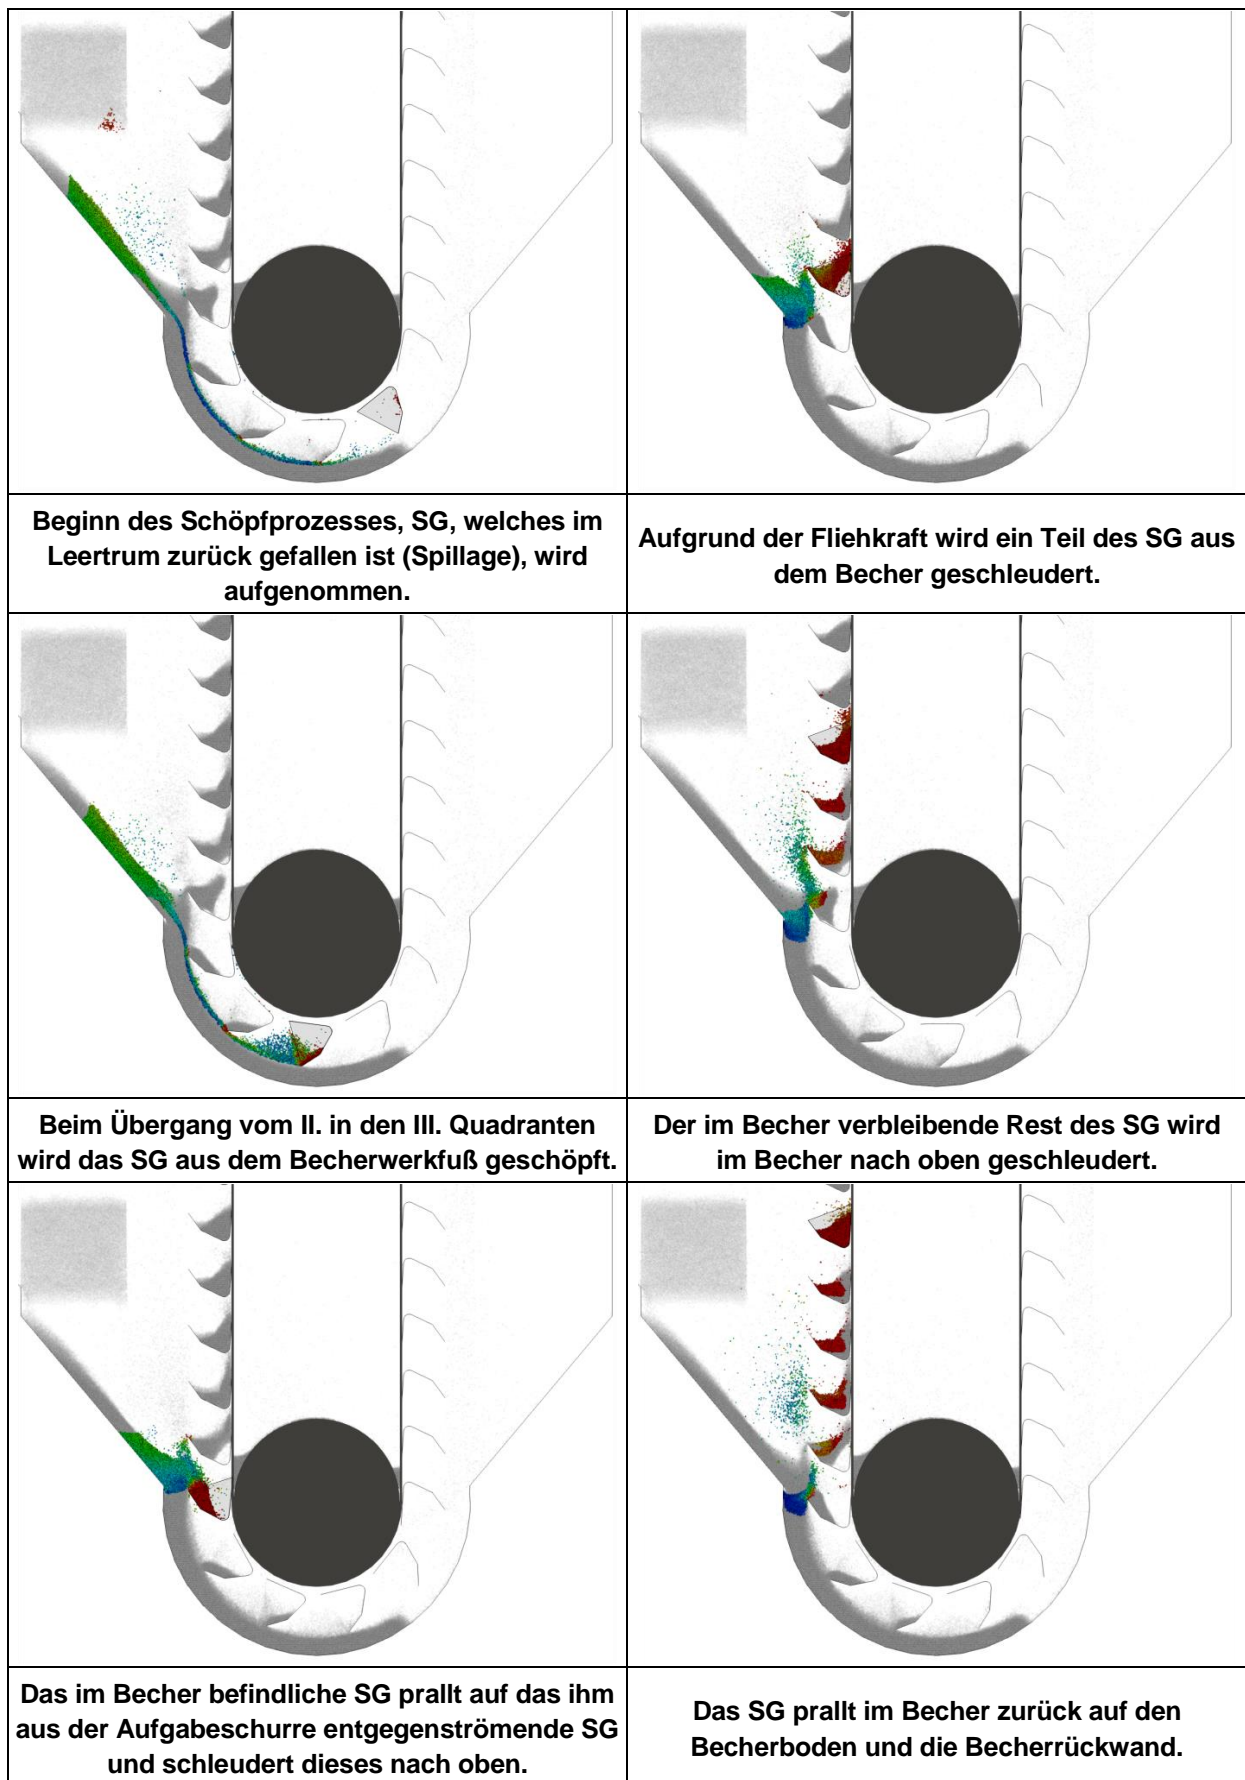 Beginn des Schöpfprozesses, SG, welches im
Leertrum zurück gefallen ist (Spillage), wird
aufgenommen.
Aufgrund der Fliehkraft wird ein Teil des SG aus
dem Becher geschleudert.
Beim Übergang vom II. in den III. Quadranten
wird das SG aus dem Becherwerkfuß geschöpft.
Der im Becher verbleibende Rest des SG wird
im Becher nach oben geschleudert.
Das im Becher befindliche SG prallt auf das ihm
aus der Aufgabeschurre entgegenströmende SG
und schleudert dieses nach oben.
Das SG prallt im Becher zurück auf den
Becherboden und die Becherrückwand.